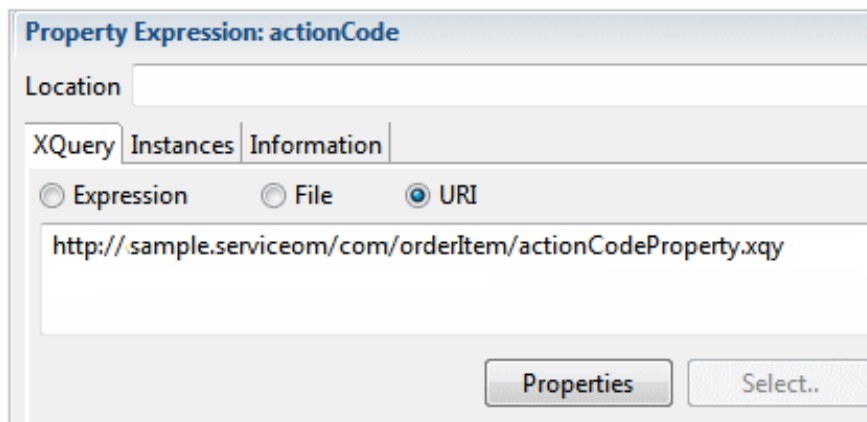 Property Expression: actionCode
Location
XQuery Instances Information
Expression File URI
http://sample.serviceom/com/orderItem/actionCodeProperty.xqy
Properties Select..